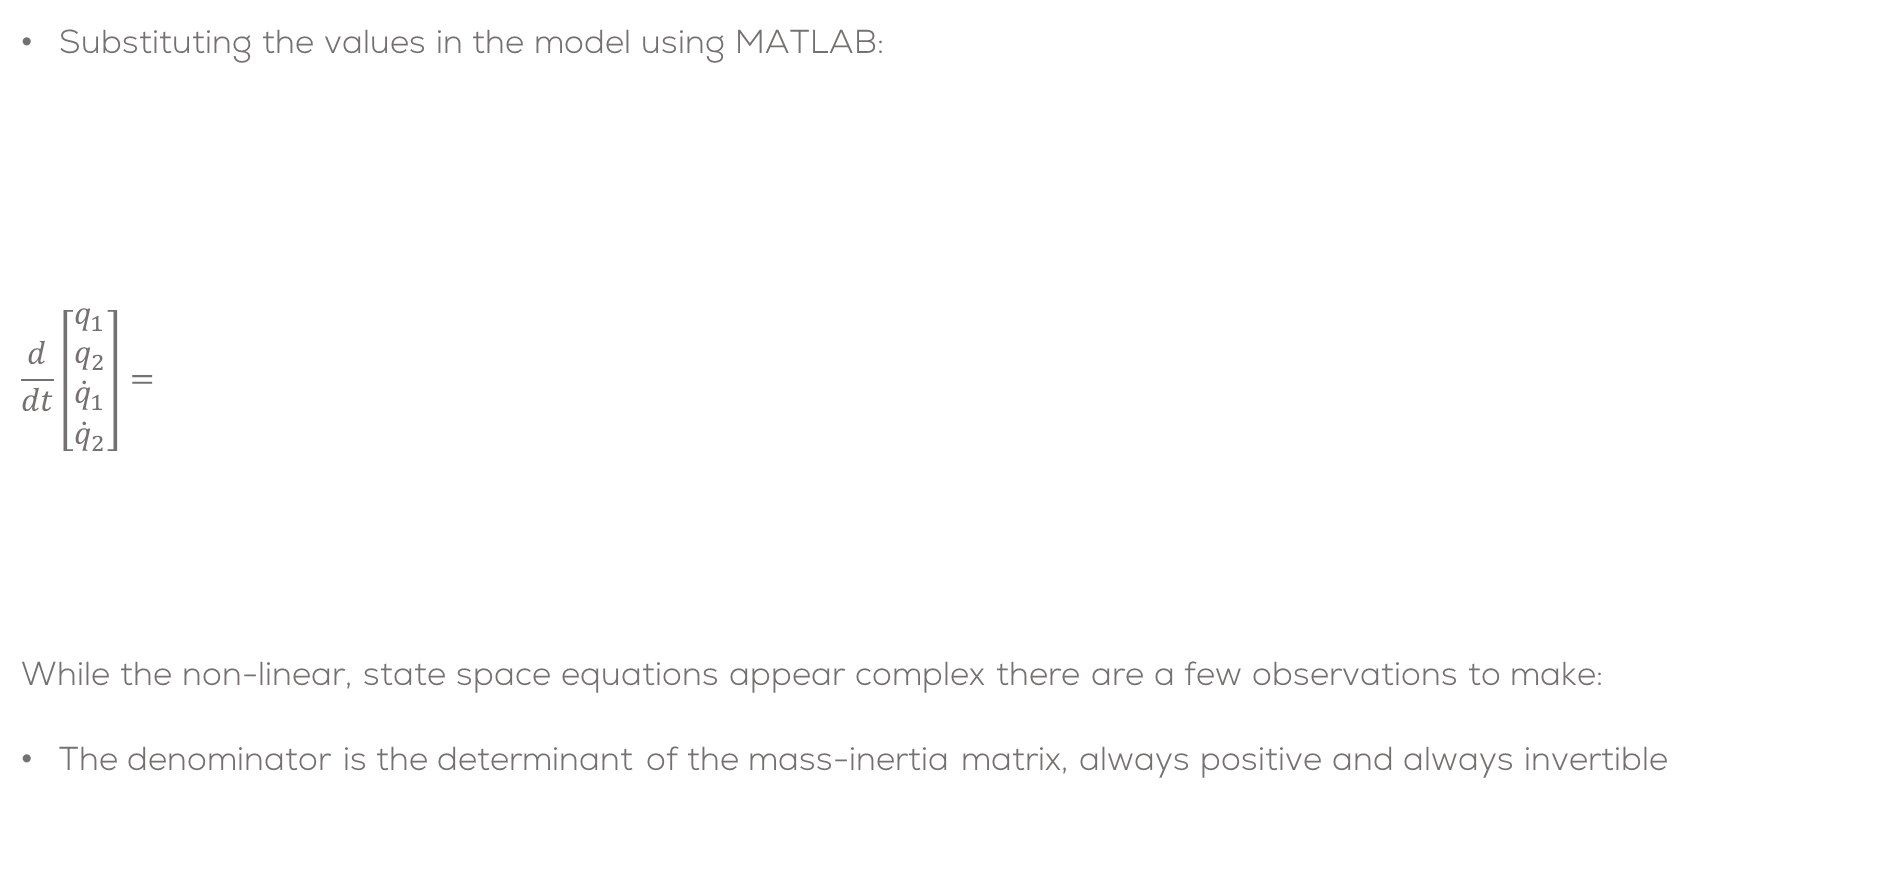 • Substituting the values in the model using MATLAB:
d/dt [q₁ q₂ q̇₁ q̇₂] =
While the non-linear, state space equations appear complex there are a few observations to make:
• The denominator is the determinant of the mass-inertia matrix, always positive and always invertible